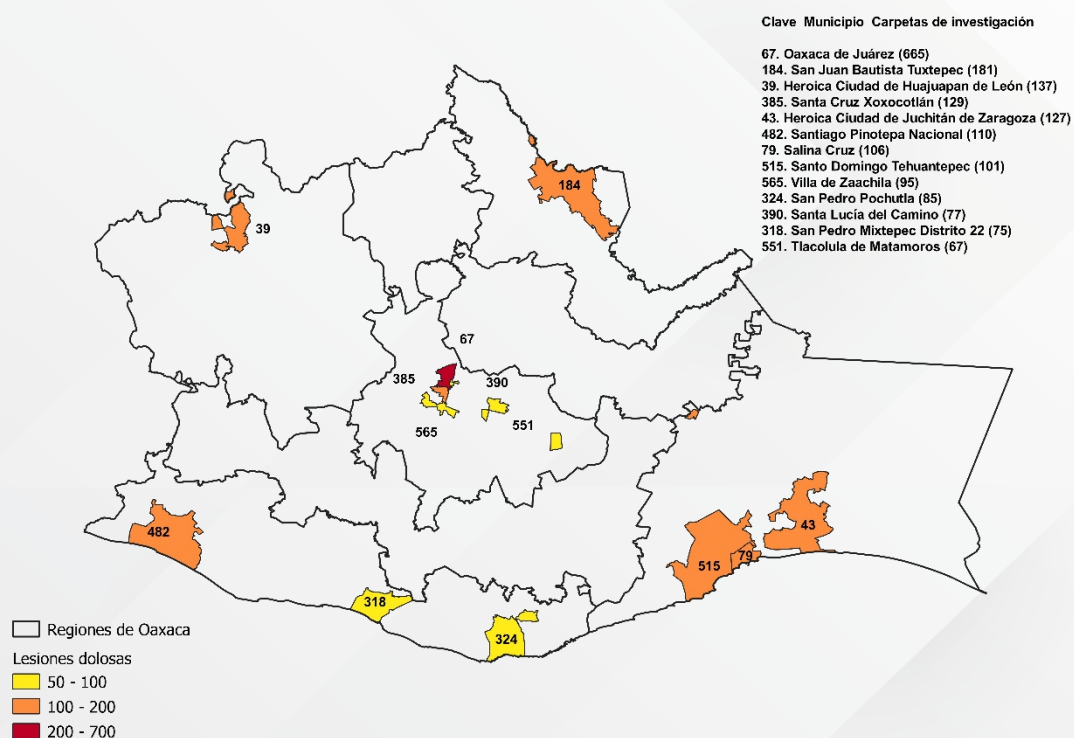 Clave Municipio Carpetas de investigación
67. Oaxaca de Juárez (665)
184. San Juan Bautista Tuxtepec (181)
39. Heroica Ciudad de Huajuapan de León (137)
385. Santa Cruz Xoxocotlán (129)
43. Heroica Ciudad de Juchitán de Zaragoza (127)
482. Santiago Pinotepa Nacional (110)
79. Salina Cruz (106)
515. Santo Domingo Tehuantepec (101)
565. Villa de Zaachila (95)
324. San Pedro Pochutla (85)
390. Santa Lucía del Camino (77)
318. San Pedro Mixtepec Distrito 22 (75)
551. Tlacolula de Matamoros (67)
184
39
67
385
390
551
565
482
43
79
515
318
324
Regiones de Oaxaca
Lesiones dolosas
50 - 100
100 - 200
200 - 700